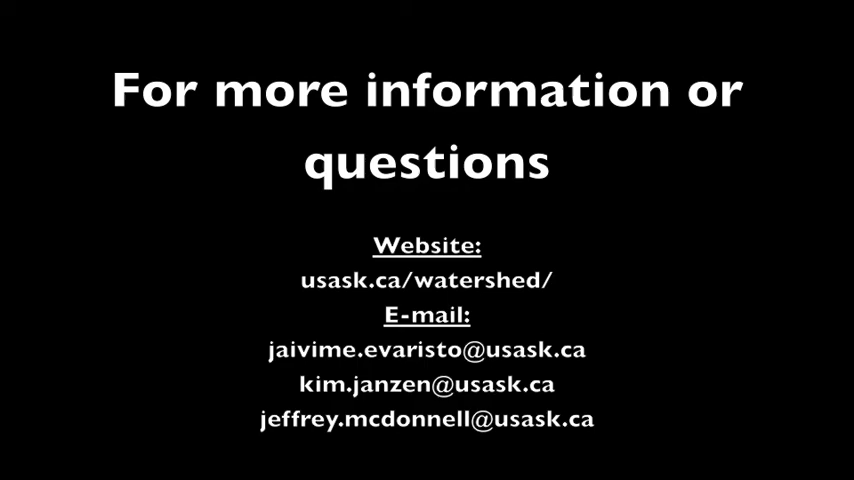 For more information or
questions
Website:
usask.ca/watershed/
E-mail:
jaivime.evaristo@usask.ca
kim.janzen@usask.ca
jeffrey.mcdonnell@usask.ca